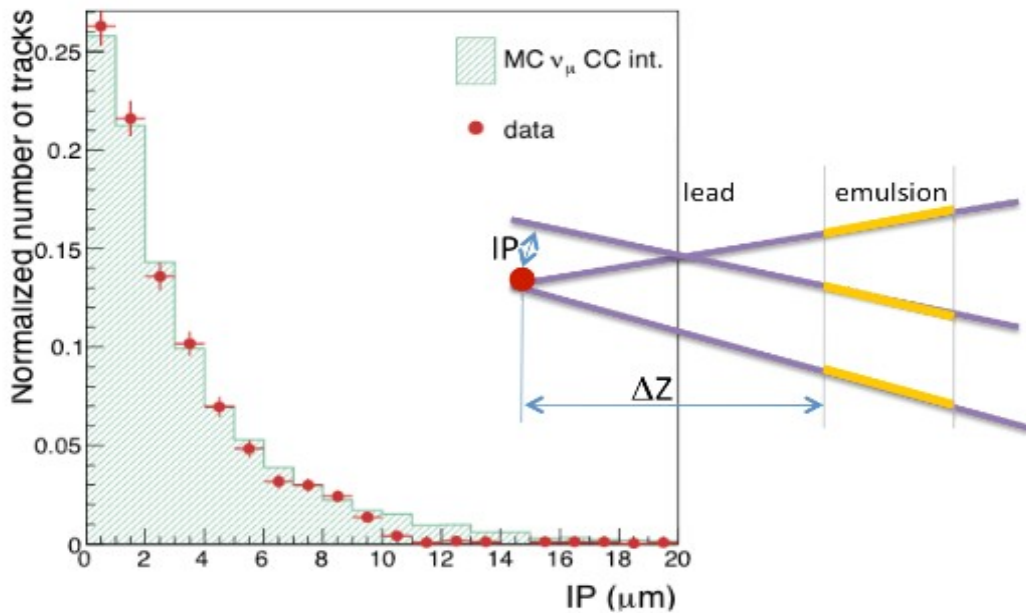 Normalized number of tracks
0.25
0.2
0.15
0.1
0.05
0
0 2 4 6 8 10 12 14 16 18 20
IP (μm)
MC νμ CC int.
data
lead emulsion
IP
ΔZ